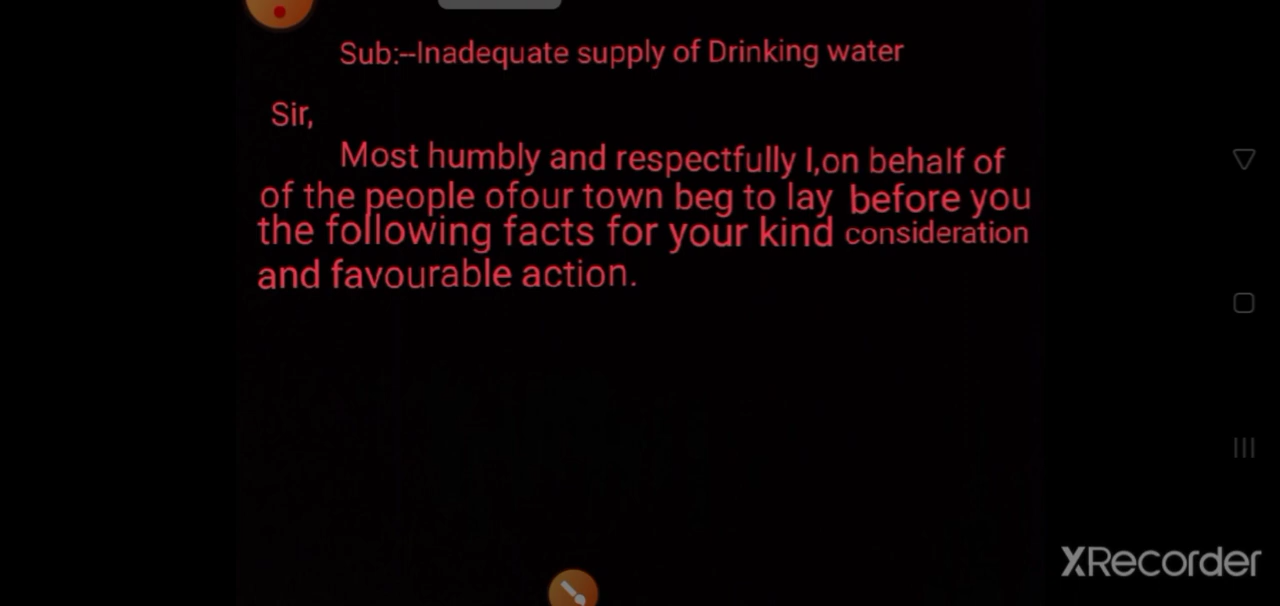 Sub:--Inadequate supply of Drinking water
Sir,
Most humbly and respectfully I,on behalf of
of the people ofour town beg to lay before you
the following facts for your kind consideration
and favourable action.
XRecorder